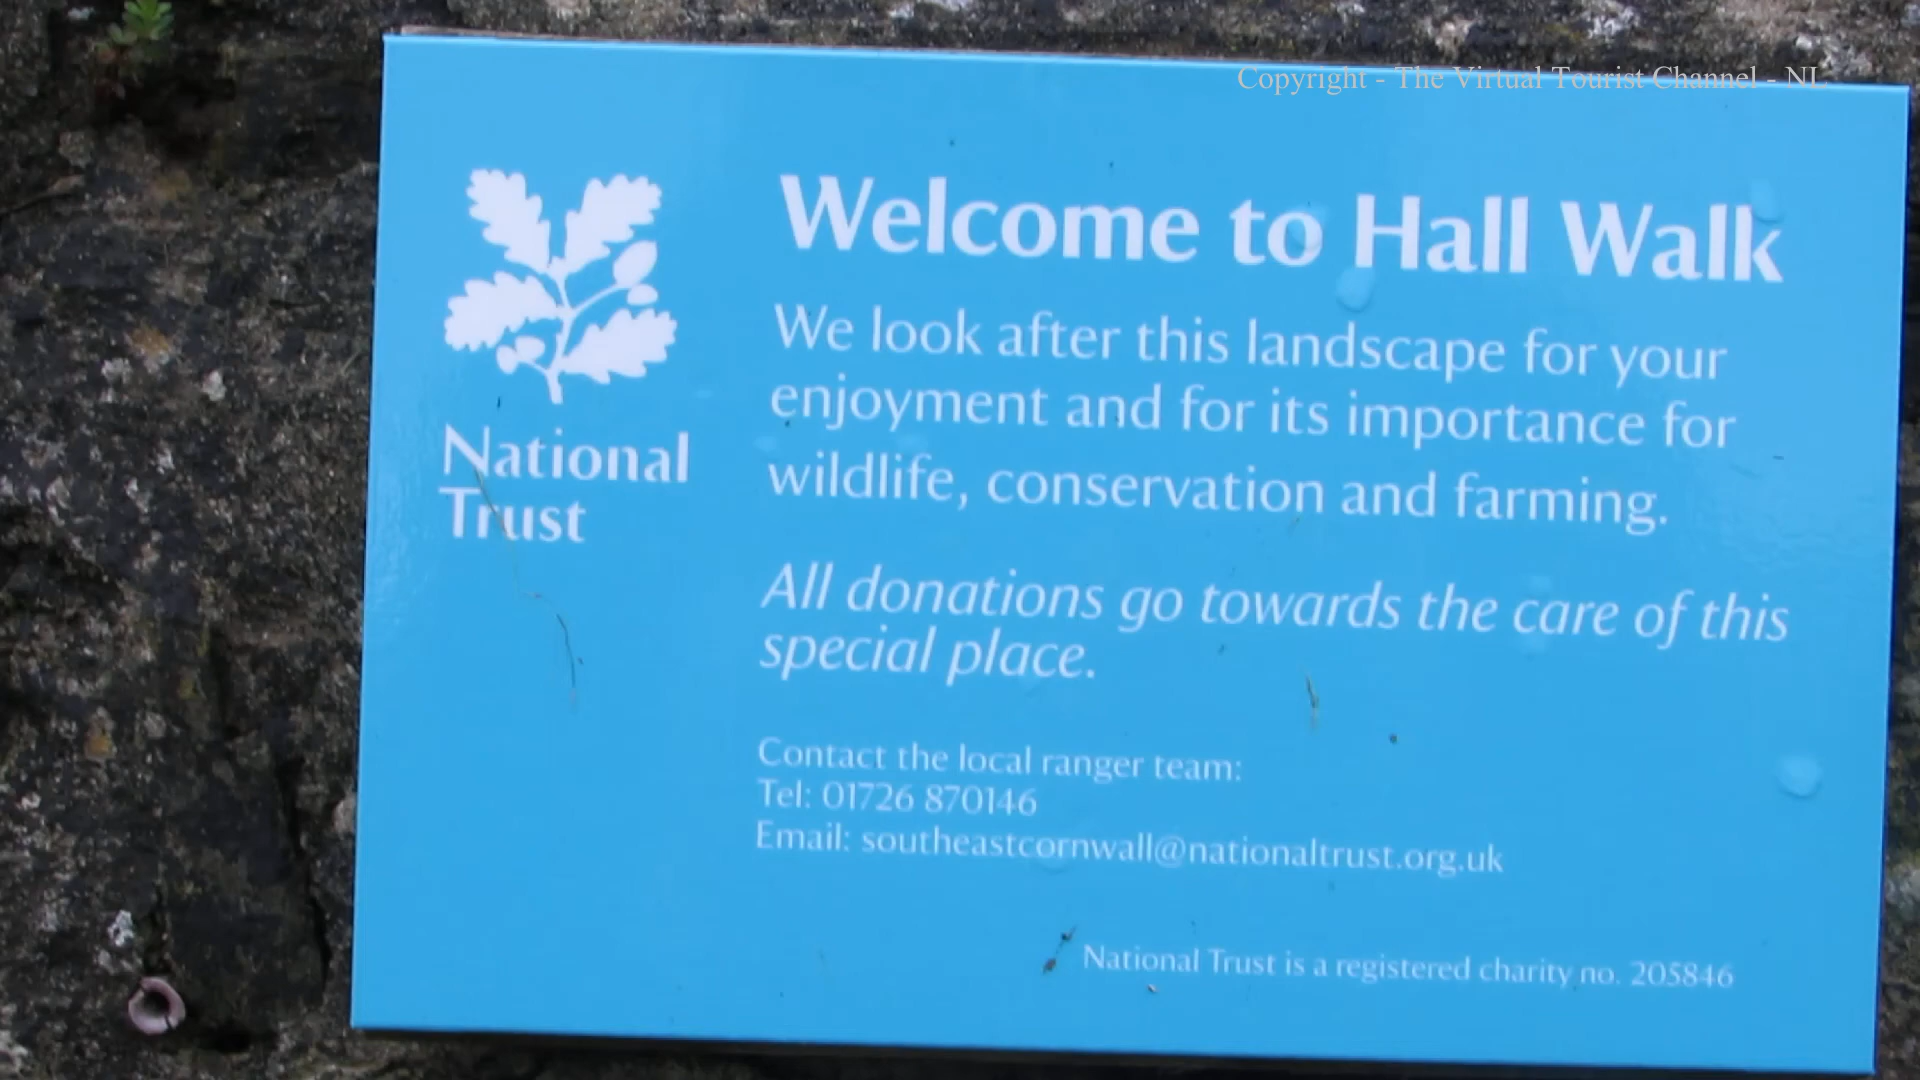 Copyright - The Virtual Tourist Channel - NL
National
Trust
Welcome to Hall Walk
We look after this landscape for your
enjoyment and for its importance for
wildlife, conservation and farming.
All donations go towards the care of this
special place.
Contact the local ranger team:
Tel: 01726 870146
Email: southeastcornwall@nationaltrust.org.uk
National Trust is a registered charity no. 205846